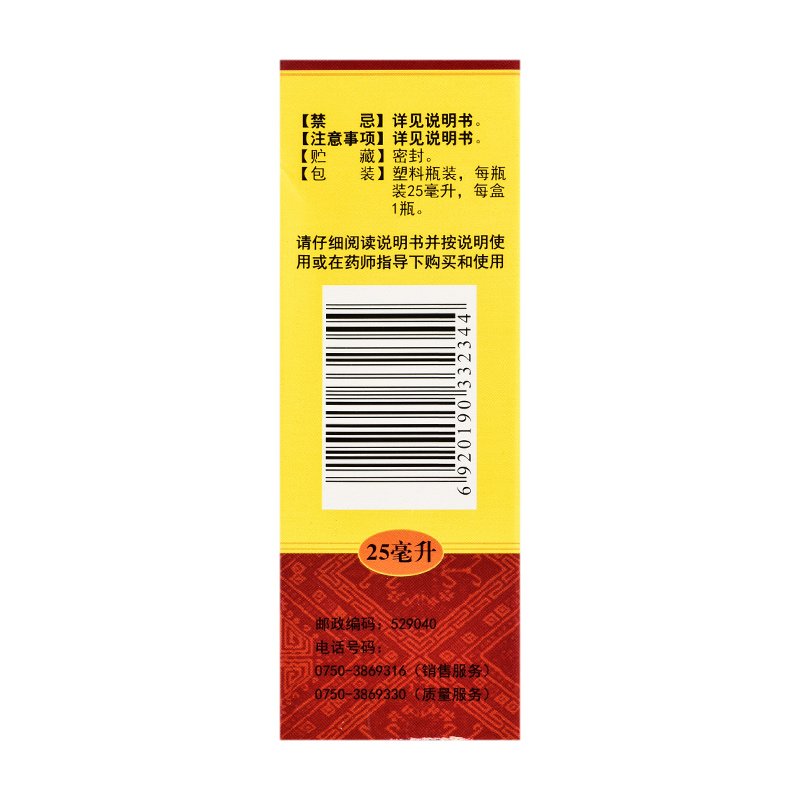 【禁　　忌】详见说明书。
【注意事项】详见说明书。
【贮　　藏】密封。
【包　　装】塑料瓶装，每瓶
装25毫升，每盒
1瓶。
请仔细阅读说明书并按说明使
用或在药师指导下购买和使用
6920190332344
25毫升
邮政编码：529040
电话号码：
0750-3869316（销售服务）
0750-3869330（质量服务）